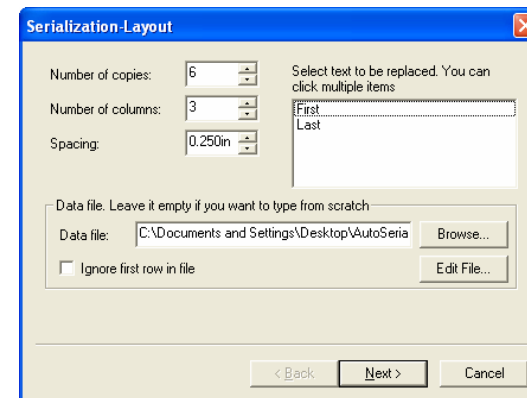 Serialization-Layout
Number of copies: 6
Number of columns: 3
Spacing: 0.250in
Select text to be replaced. You can
click multiple items
First
Last
Data file. Leave it empty if you want to type from scratch
Data file: C:\Documents and Settings\Desktop\AutoSeria Browse...
Ignore first row in file Edit File...
< Back Next > Cancel